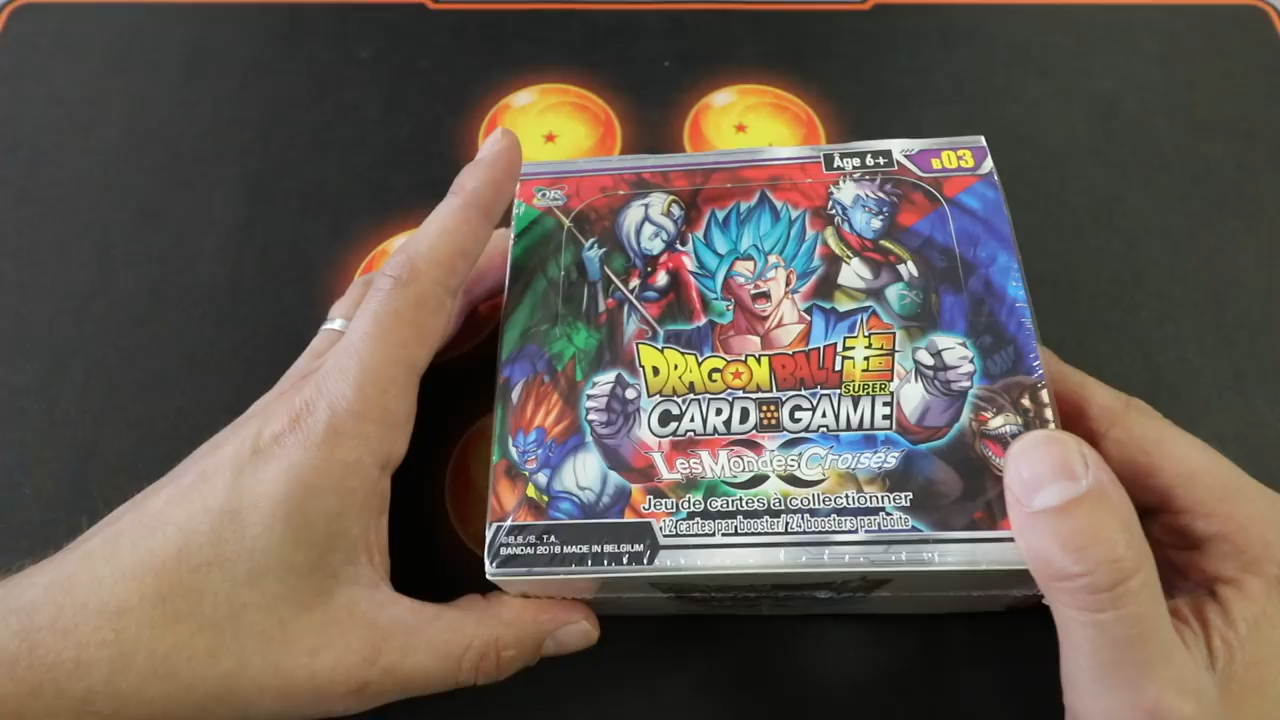 Âge 6+
B03
DRAGON BALL 超
SUPER
CARD GAME
Les Mondes Croisés
Jeu de cartes à collectionner
12 cartes par booster/ 24 boosters par boîte
©B.S./S., T.A.
BANDAI 2018 MADE IN BELGIUM